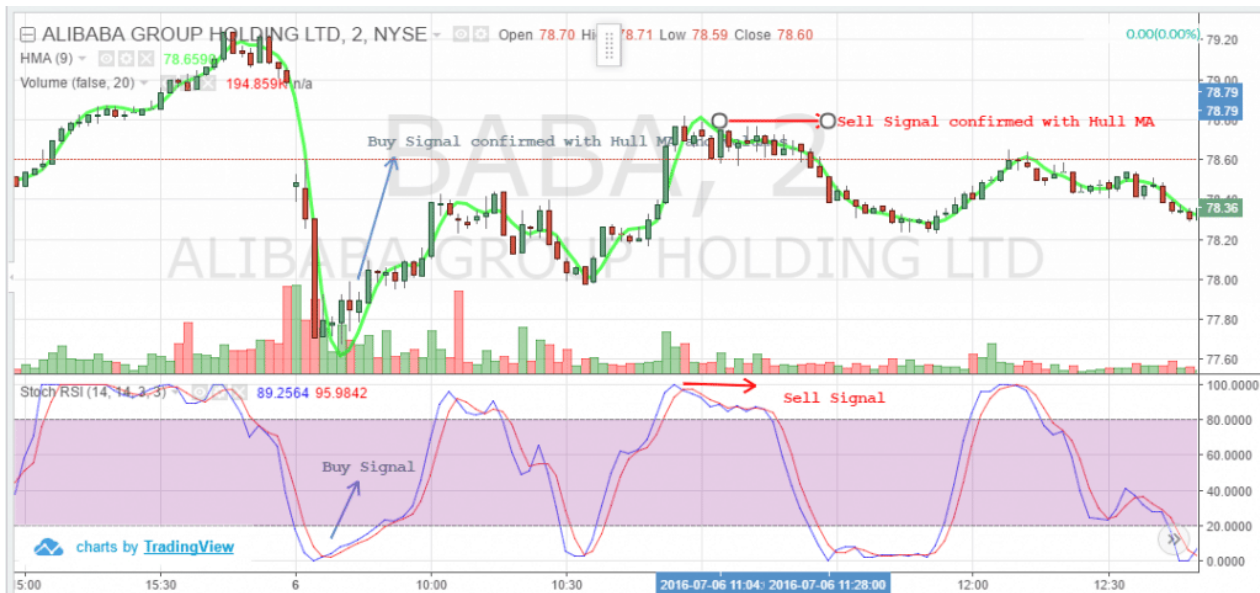 ALIBABA GROUP HOLDING LTD, 2, NYSE Open 78.70 78.71 Low 78.59 Close 78.60 0.00 (0.00%)
HMA (9)
Volume (false, 20) 194.859K n/a
79.20
79.00
78.79
78.79
78.80
78.60
78.40
78.36
78.20
78.00
77.80
77.60
Buy Signal confirmed with Hull MA
Sell Signal confirmed with Hull MA
BABA, 2
ALIBABA GROUP HOLDING LTD
Stoch RSI (14, 14, 3, 3) 89.2564 95.9842
100.0000
80.0000
60.0000
40.0000
20.0000
0.0000
Sell Signal
Buy Signal
charts by TradingView
15:30 6 10:00 10:30 2016-07-06 11:04: 2016-07-06 11:28:00 12:00 12:30